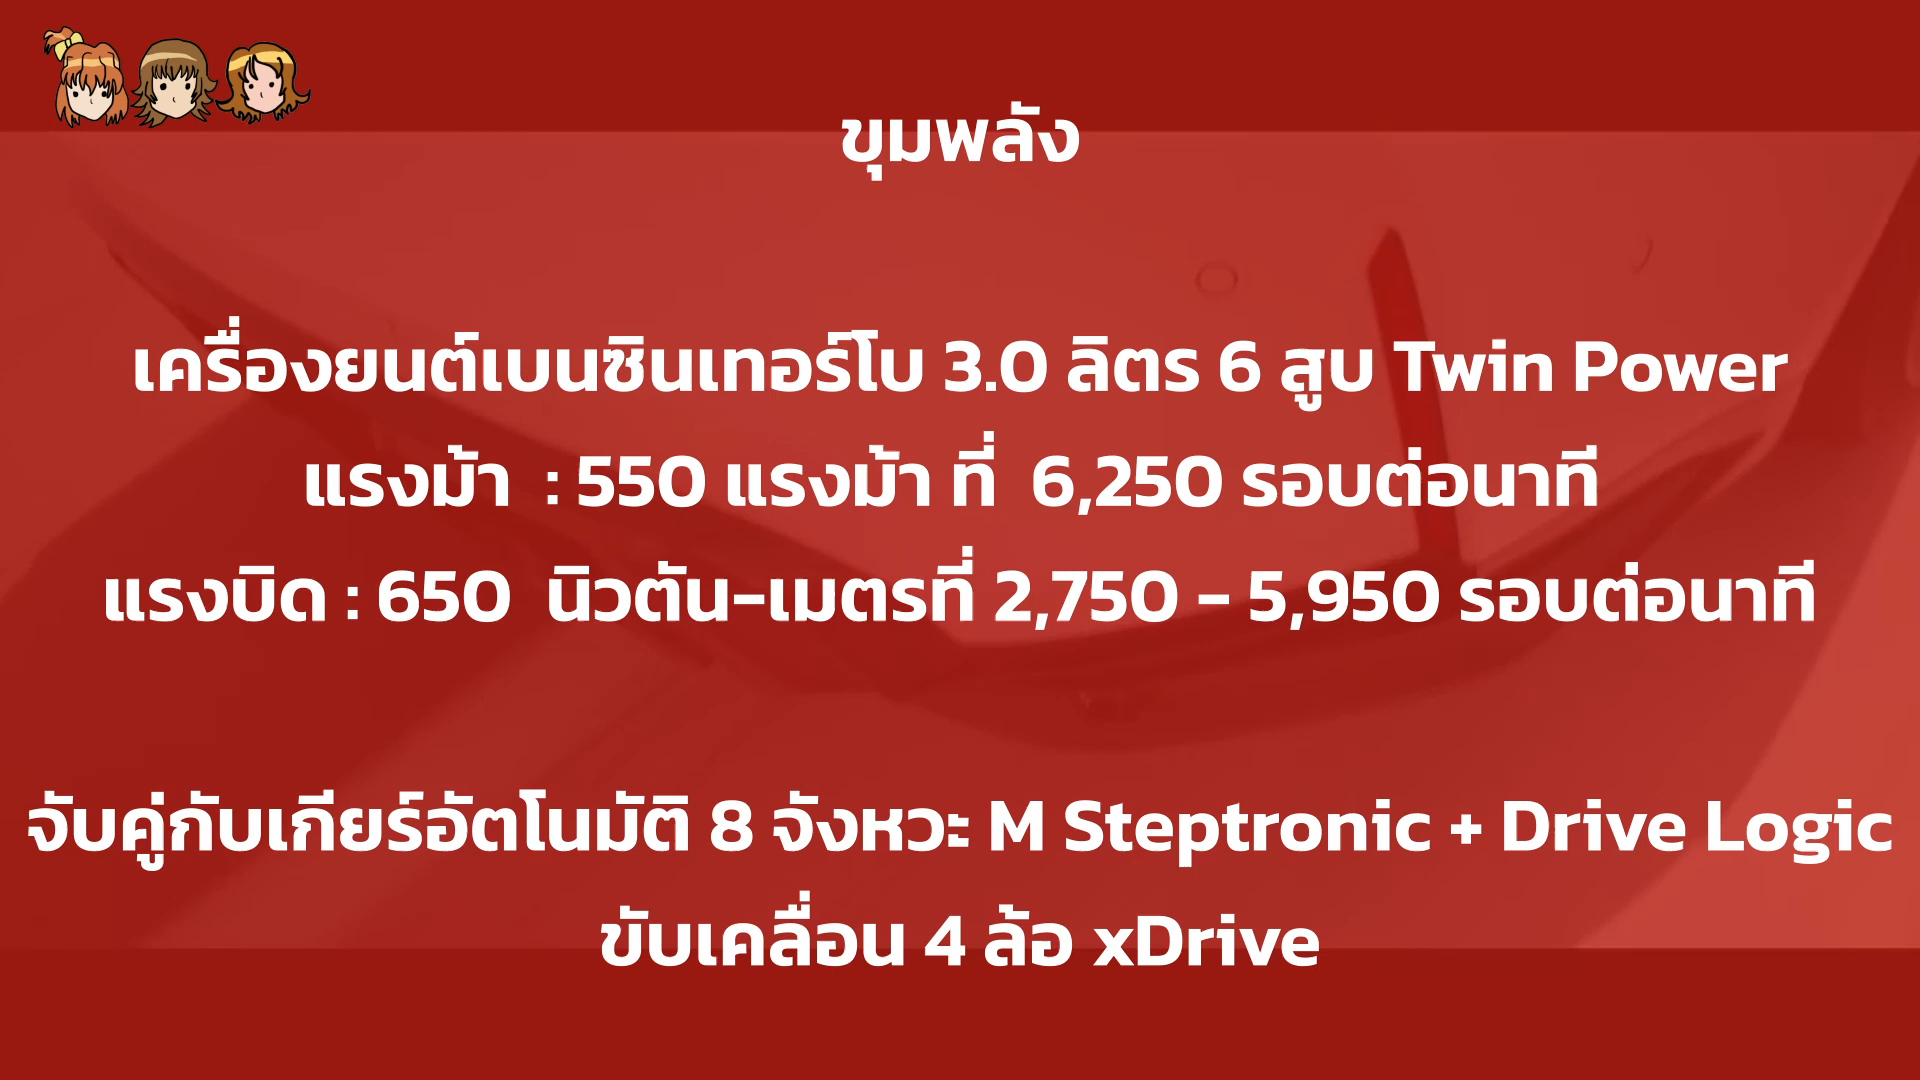 ขุมพลัง
เครื่องยนต์เบนซินเทอร์โบ 3.0 ลิตร 6 สูบ Twin Power
แรงม้า : 550 แรงม้า ที่ 6,250 รอบต่อนาที
แรงบิด : 650 นิวตัน-เมตรที่ 2,750 - 5,950 รอบต่อนาที
จับคู่กับเกียร์อัตโนมัติ 8 จังหวะ M Steptronic + Drive Logic
ขับเคลื่อน 4 ล้อ xDrive